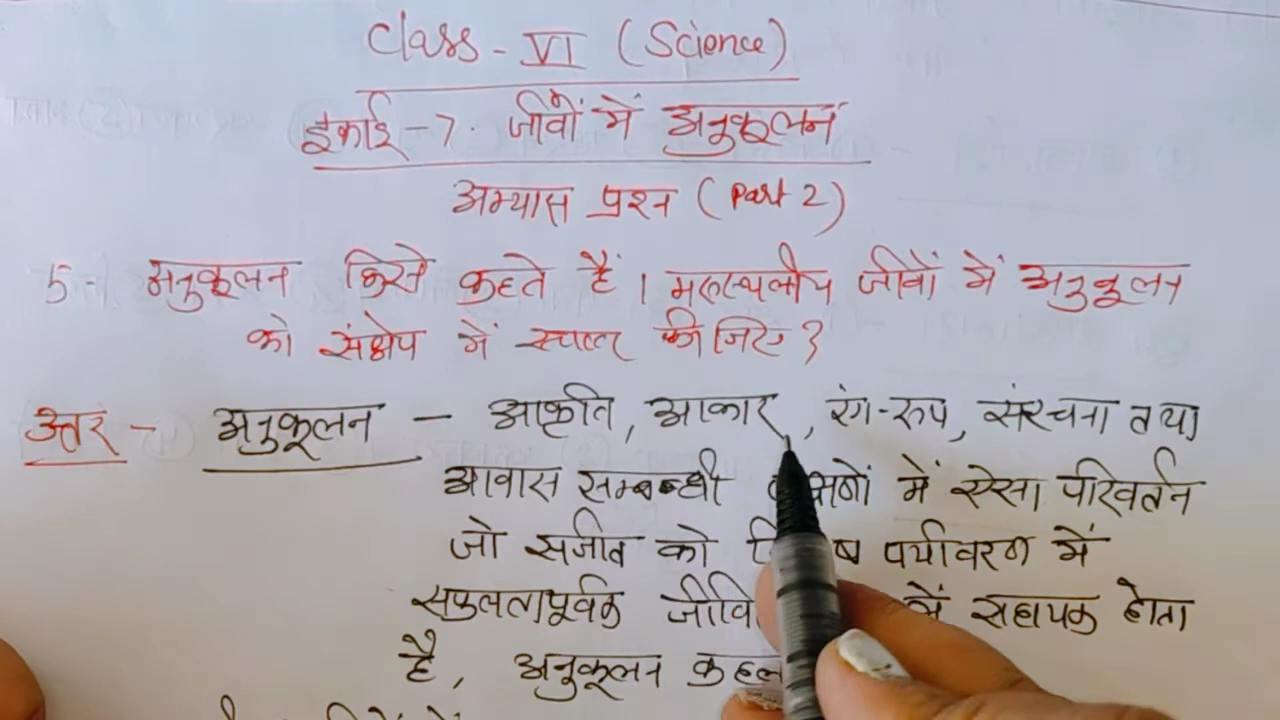 Class - VI (Science)
इकाई - 7. जीवों में अनुकूलन
अभ्यास प्रश्न (Part 2)
5- अनुकूलन किसे कहते हैं । मरुस्थलीय जीवों में अनुकूलन
को संक्षेप में स्पष्ट कीजिए ?
उत्तर - अनुकूलन - आकृति, आकार, रंग-रूप, संरचना तथा
आवास सम्बन्धी में ऐसा परिवर्तन
जो सजीव को पर्यावरण में
सफलतापूर्वक में सहायक होता
है, अनुकूलन